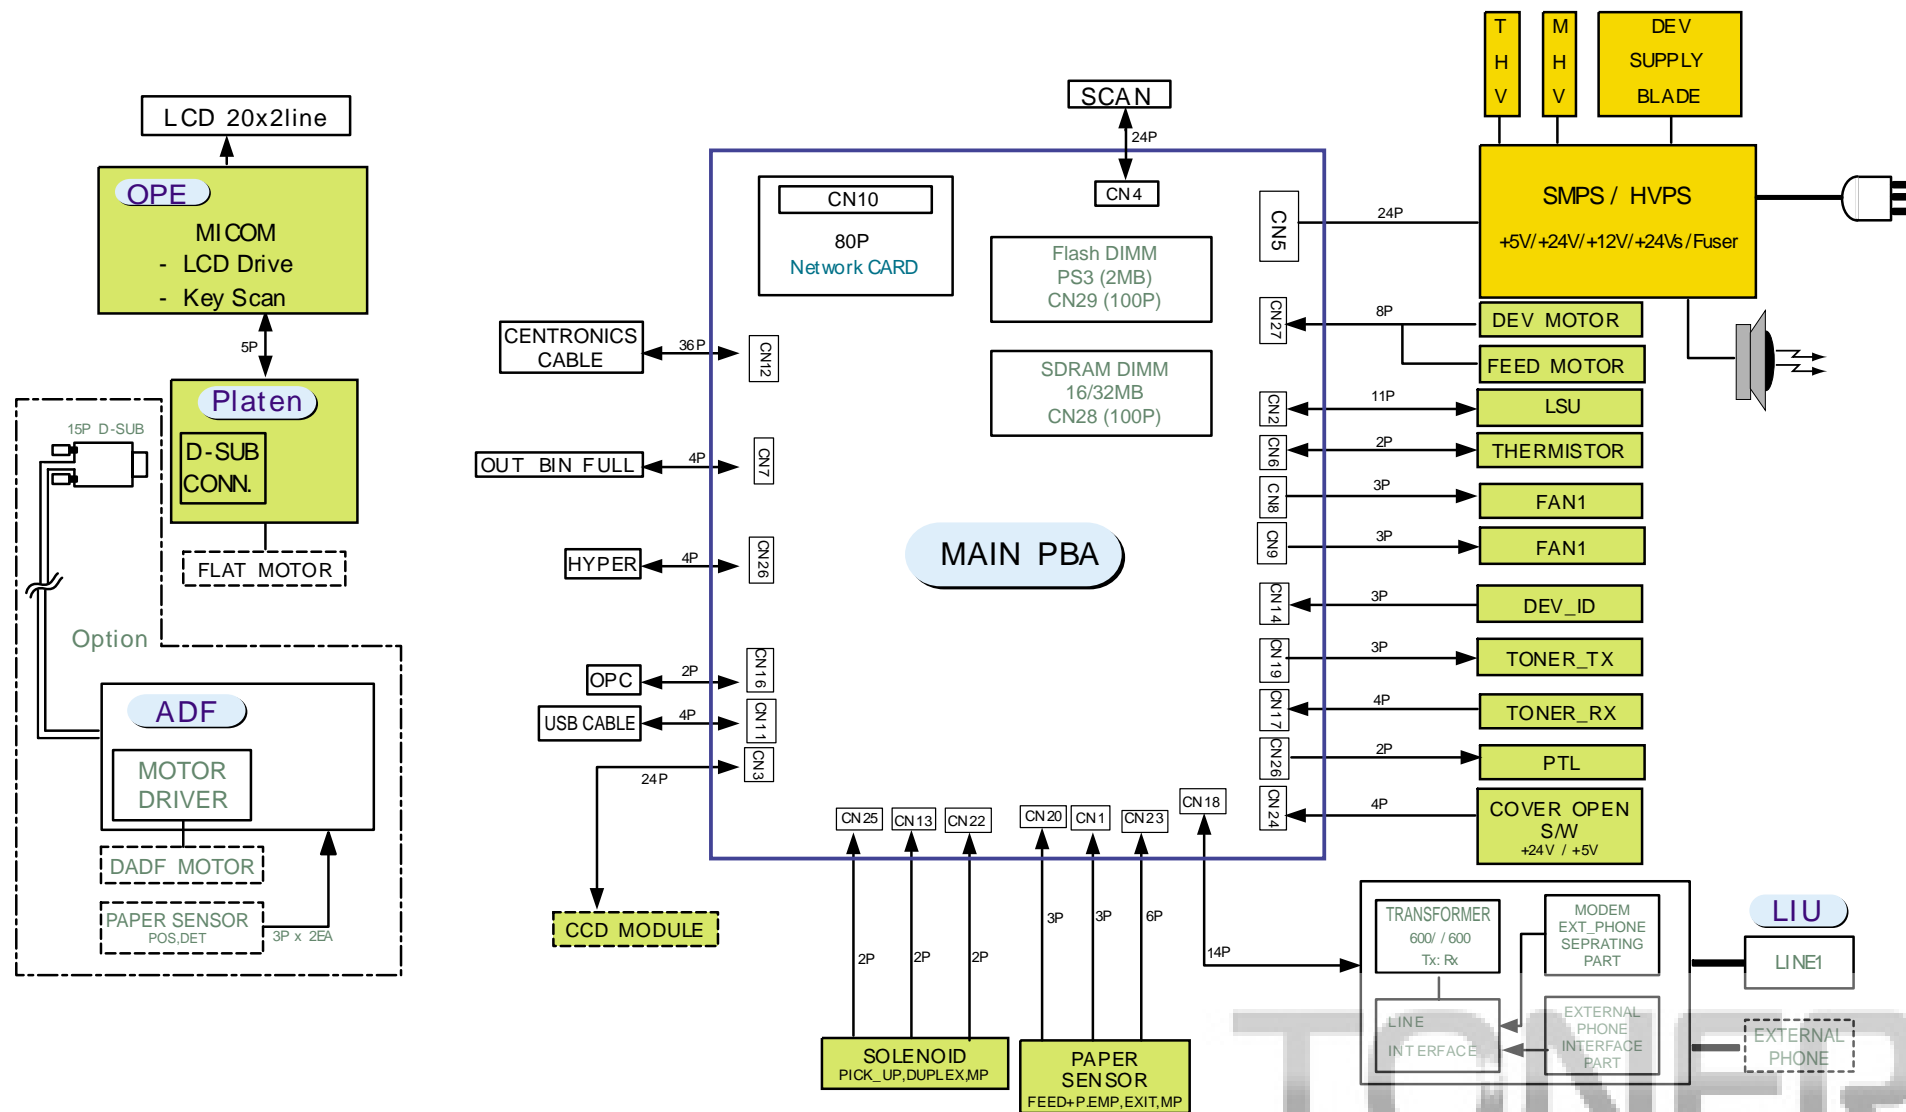 LCD 20x2line
OPE
MICOM
- LCD Drive
- Key Scan
5P
Platen
D-SUB
CONN.
FLAT MOTOR
15P D-SUB
Option
ADF
MOTOR
DRIVER
DADF MOTOR
PAPER SENSOR
POS,DET
3P x 2EA
CENTRONICS
CABLE
36P
CN12
OUT BIN FULL
4P
CN7
HYPER
4P
CN26
OPC
2P
CN16
USB CABLE
4P
CN11
24P
CN3
CCD MODULE
SCAN
24P
CN4
CN10
80P
Network CARD
Flash DIMM
PS3 (2MB)
CN29 (100P)
SDRAM DIMM
16/32MB
CN28 (100P)
MAIN PBA
CN25
CN13
CN22
CN20
CN1
CN23
CN18
2P
2P
2P
3P
3P
6P
14P
SOLENOID
PICK_UP,DUPLEX,MP
PAPER
SENSOR
FEED+P.EMP,EXIT,MP
THV
MHV
DEV
SUPPLY
BLADE
SMPS / HVPS
+5V/+24V/+12V/+24Vs/Fuser
CN5
24P
CN27
8P
DEV MOTOR
FEED MOTOR
CN2
11P
LSU
CN6
2P
THERMISTOR
CN8
3P
FAN1
CN9
3P
FAN1
CN14
3P
DEV_ID
CN19
3P
TONER_TX
CN17
4P
TONER_RX
CN26
2P
PTL
CN24
4P
COVER OPEN
S/W
+24V / +5V
TRANSFORMER
600/ /600
Tx: Rx
MODEM
EXT_PHONE
SEPRATING
PART
LINE
INTERFACE
EXTERNAL
PHONE
INTERFACE
PART
LIU
LINE1
EXTERNAL
PHONE